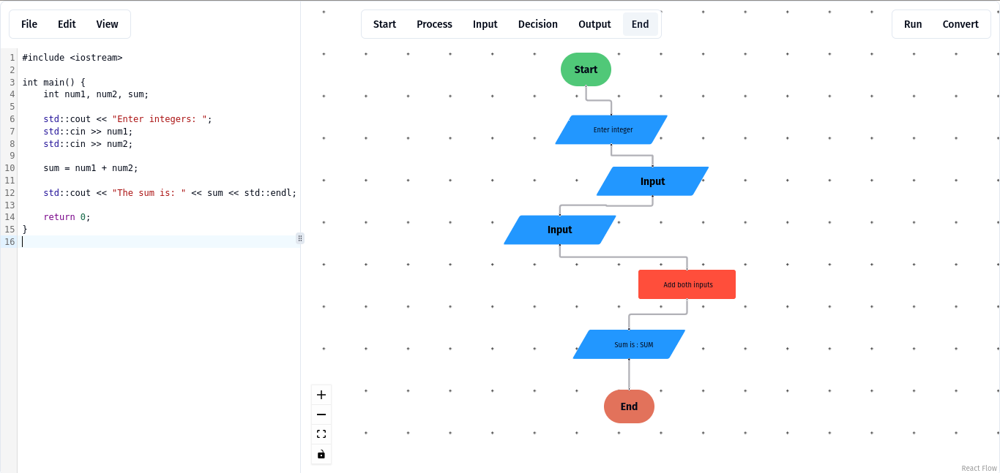 File Edit View
Start Process Input Decision Output End
Run Convert
1 #include <iostream>
2
3 int main() {
4     int num1, num2, sum;
5
6     std::cout << "Enter integers: ";
7     std::cin >> num1;
8     std::cin >> num2;
9
10     sum = num1 + num2;
11
12     std::cout << "The sum is: " << sum << std::endl;
13
14     return 0;
15 }
16
Start
Enter integer
Input
Input
Add both inputs
Sum is : SUM
End
React Flow